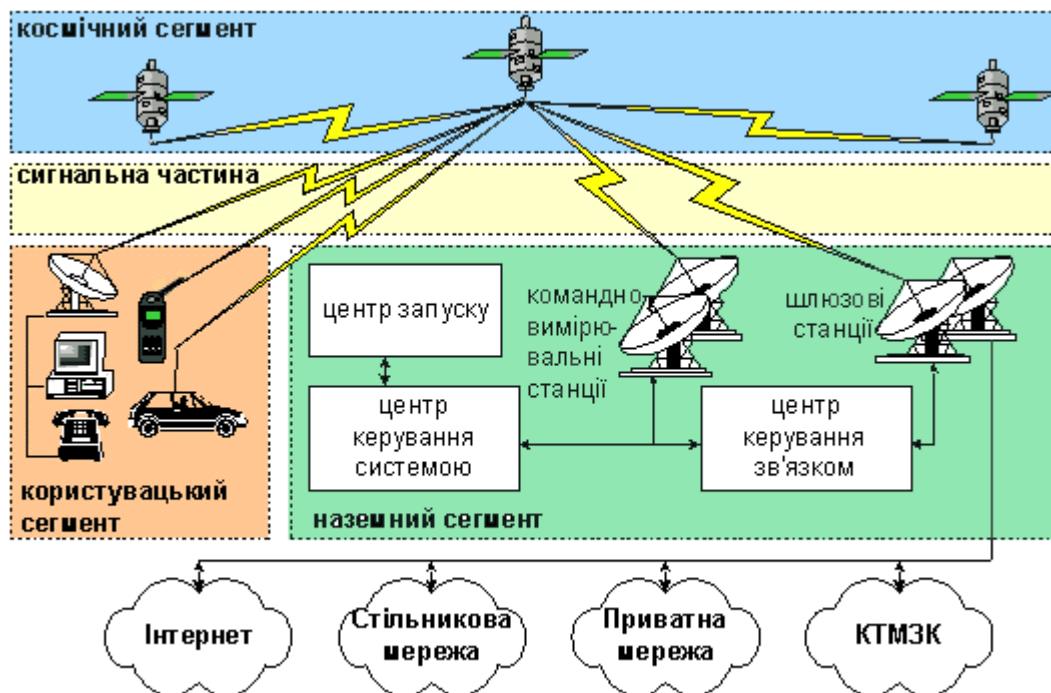 космічний сегмент
сигнальна частина
центр запуску
командно
вимірю-
вальні
станції
шлюзові
станції
центр
керування
системою
центр
керування
зв'язком
користувацький
сегмент
наземний сегмент
Інтернет
Стільникова
мережа
Приватна
мережа
КТМЗК